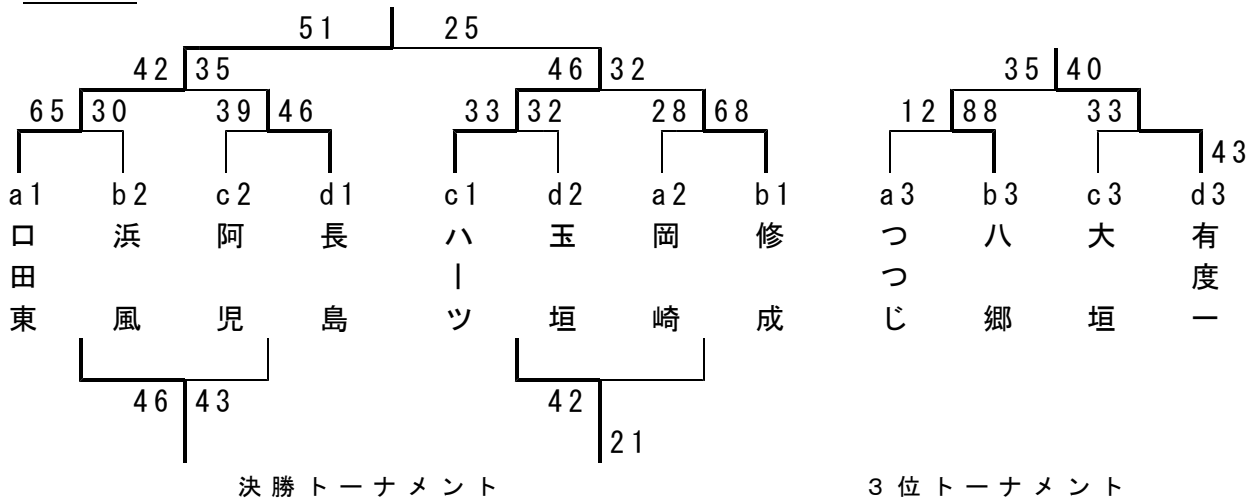 51 25
42 35 46 32 35 40
65 30 39 46 33 32 28 68 12 88 33
43
a1 b2 c2 d1 c1 d2 a2 b1 a3 b3 c3 d3
口田東 浜風 阿児 長島 ハーツ 玉垣 岡崎 修成 つつじ 八郷 大垣 有度一
46 43 42
21
決勝トーナメント 3位トーナメント